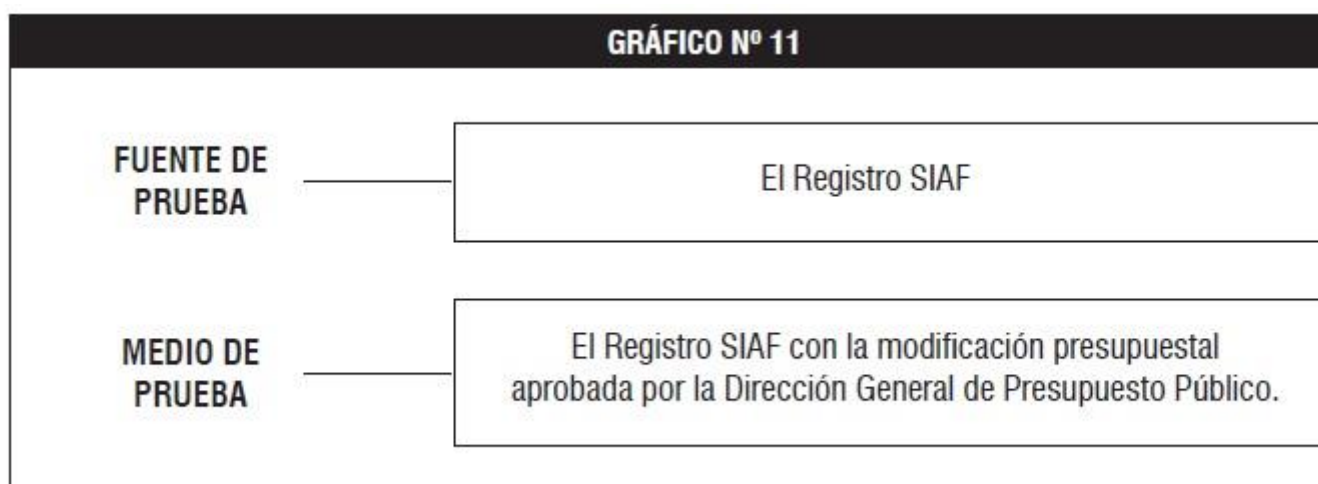 GRÁFICO Nº 11
FUENTE DE
PRUEBA
El Registro SIAF
MEDIO DE
PRUEBA
El Registro SIAF con la modificación presupuestal
aprobada por la Dirección General de Presupuesto Público.